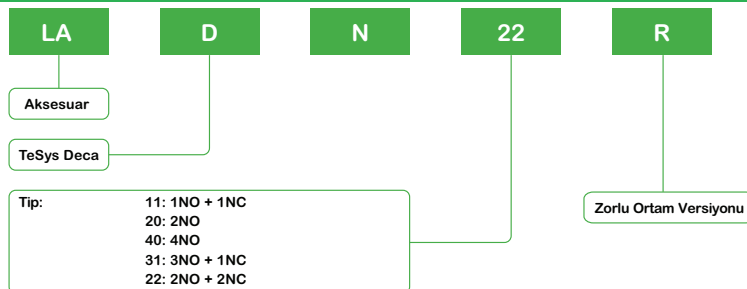 LA D N 22 R
Aksesuar
TeSys Deca
Tip: 11: 1NO + 1NC
20: 2NO
40: 4NO
31: 3NO + 1NC
22: 2NO + 2NC
Zorlu Ortam Versiyonu